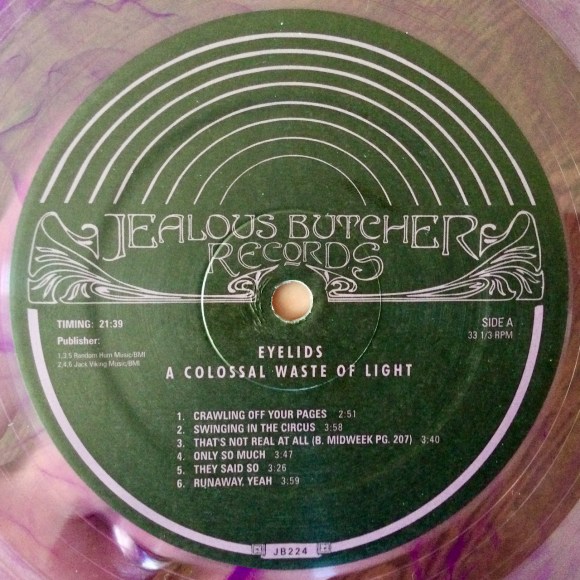 JEALOUS BUTCHER
RECORDS
TIMING: 21:39
Publisher:
1,3,5 Random Hum Music/BMI
2,4,6 Jack Viking Music/BMI
SIDE A
33 1/3 RPM
EYELIDS
A COLOSSAL WASTE OF LIGHT
1. CRAWLING OFF YOUR PAGES 2:51
2. SWINGING IN THE CIRCUS 3:58
3. THAT'S NOT REAL AT ALL (B. MIDWEEK PG. 207) 3:40
4. ONLY SO MUCH 3:47
5. THEY SAID SO 3:26
6. RUNAWAY, YEAH 3:59
JB224